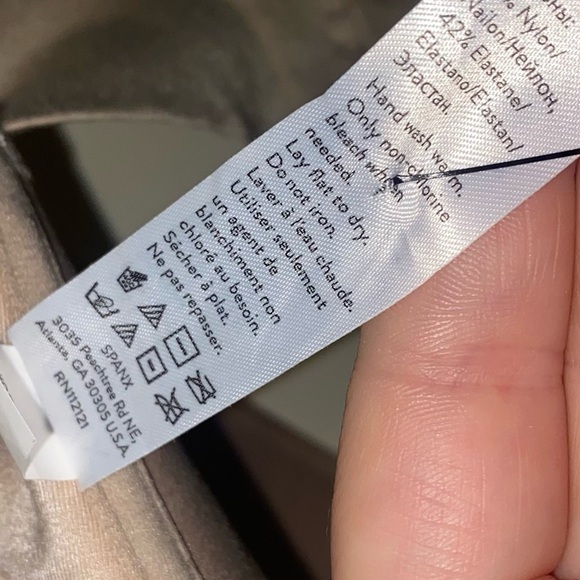 % Nylon/
Nailon/Нейлон,
42% Elastane/
Elastano/Elastan/
Эластан.
Hand wash warm.
Only non-chlorine
bleach when
needed.
Lay flat to dry.
Do not iron.
Laver à l'eau chaude.
Utiliser seulement
un agent de
blanchiment non
chloré au besoin.
Sécher à plat.
Ne pas repasser.
SPANX
3035 Peachtree Rd NE,
Atlanta, GA 30305 U.S.A.
RN112121